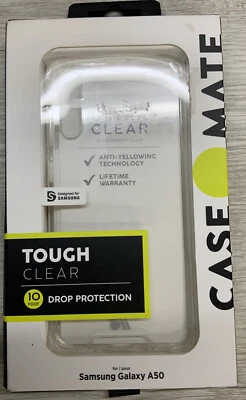 CLEAR
ANTI-YELLOWING
TECHNOLOGY
LIFETIME
WARRANTY
CASE MATE
S Designed for
SAMSUNG
TOUGH
CLEAR
10
FOOT
DROP PROTECTION
for / pour
Samsung Galaxy A50